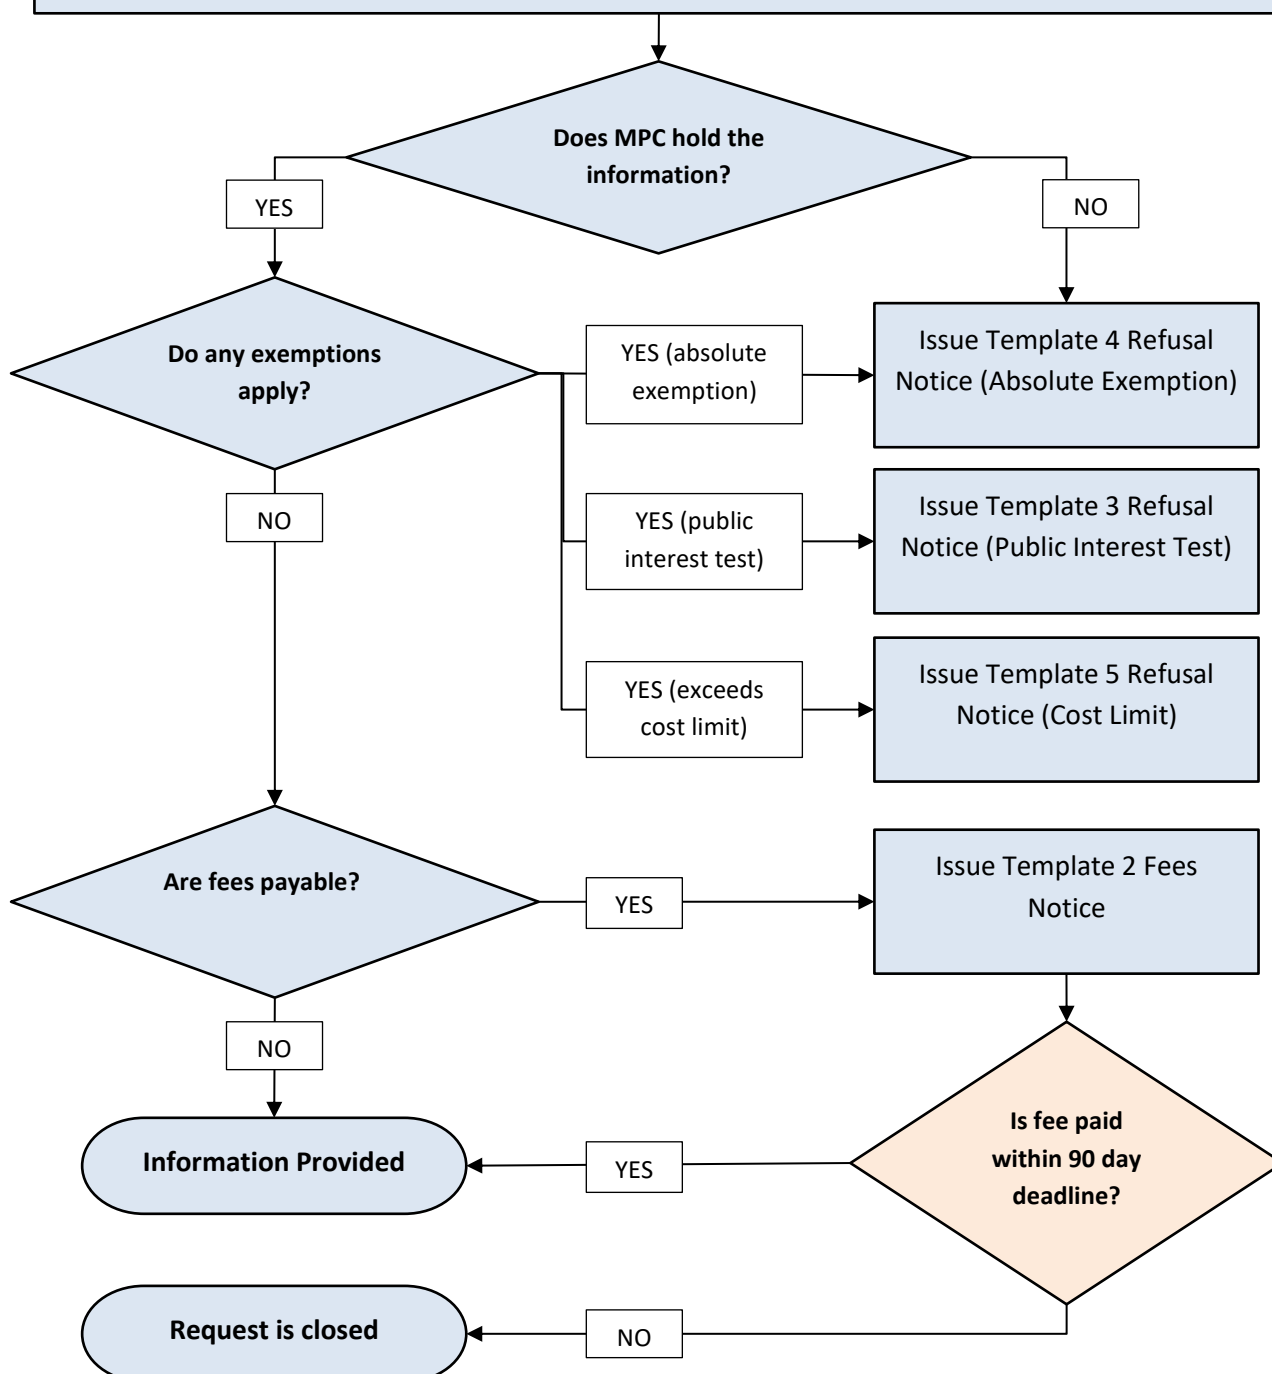 Does MPC hold the
information?
YES
NO
Do any exemptions
apply?
YES (absolute
exemption)
Issue Template 4 Refusal
Notice (Absolute Exemption)
NO
YES (public
interest test)
Issue Template 3 Refusal
Notice (Public Interest Test)
YES (exceeds
cost limit)
Issue Template 5 Refusal
Notice (Cost Limit)
Are fees payable?
YES
Issue Template 2 Fees
Notice
NO
Information Provided
YES
Is fee paid
within 90 day
deadline?
Request is closed
NO